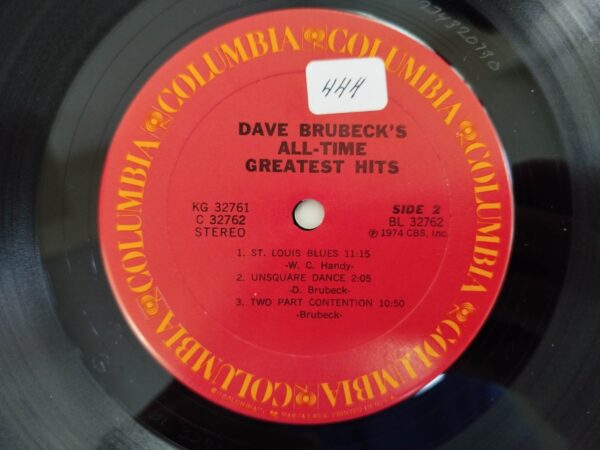 COLUMBIA COLUMBIA COLUMBIA COLUMBIA COLUMBIA COLUMBIA COLUMBIA COLUMBIA
444
DAVE BRUBECK'S
ALL-TIME
GREATEST HITS
KG 32761
C 32762
STEREO
SIDE 2
BL 32762
℗ 1974 CBS, Inc.
1. ST. LOUIS BLUES 11:15
-W. C. Handy-
2. UNSQUARE DANCE 2:05
-D. Brubeck-
3. TWO PART CONTENTION 10:50
-Brubeck-